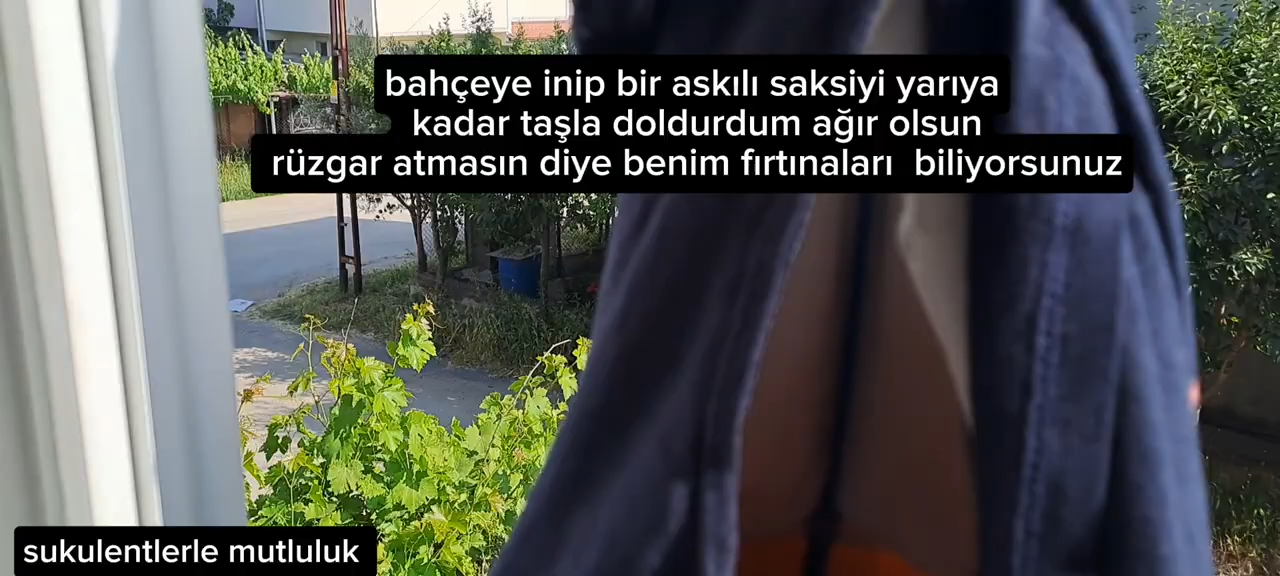 bahçeye inip bir askılı saksiyi yarıya
kadar taşla doldurdum ağır olsun
rüzgar atmasın diye benim fırtınaları biliyorsunuz
sukulentlerle mutluluk